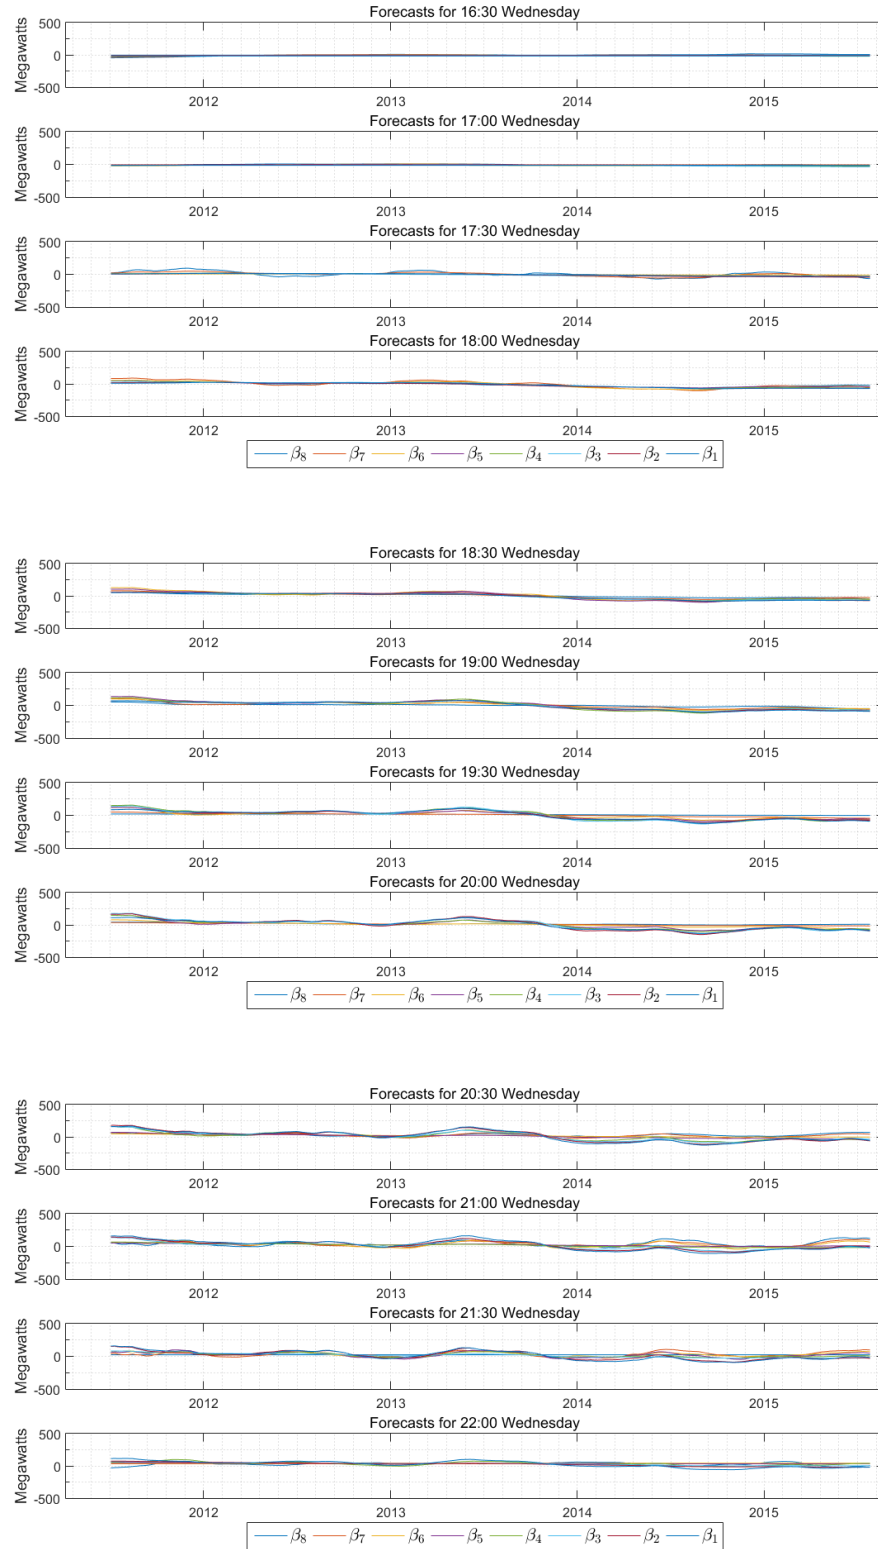 Forecasts for 16:30 Wednesday
500
0
-500
Megawatts
2012 2013 2014 2015
Forecasts for 17:00 Wednesday
500
0
-500
Megawatts
2012 2013 2014 2015
Forecasts for 17:30 Wednesday
500
0
-500
Megawatts
2012 2013 2014 2015
Forecasts for 18:00 Wednesday
500
0
-500
Megawatts
2012 2013 2014 2015
β8 β7 β6 β5 β4 β3 β2 β1
Forecasts for 18:30 Wednesday
500
0
-500
Megawatts
2012 2013 2014 2015
Forecasts for 19:00 Wednesday
500
0
-500
Megawatts
2012 2013 2014 2015
Forecasts for 19:30 Wednesday
500
0
-500
Megawatts
2012 2013 2014 2015
Forecasts for 20:00 Wednesday
500
0
-500
Megawatts
2012 2013 2014 2015
β8 β7 β6 β5 β4 β3 β2 β1
Forecasts for 20:30 Wednesday
500
0
-500
Megawatts
2012 2013 2014 2015
Forecasts for 21:00 Wednesday
500
0
-500
Megawatts
2012 2013 2014 2015
Forecasts for 21:30 Wednesday
500
0
-500
Megawatts
2012 2013 2014 2015
Forecasts for 22:00 Wednesday
500
0
-500
Megawatts
2012 2013 2014 2015
β8 β7 β6 β5 β4 β3 β2 β1